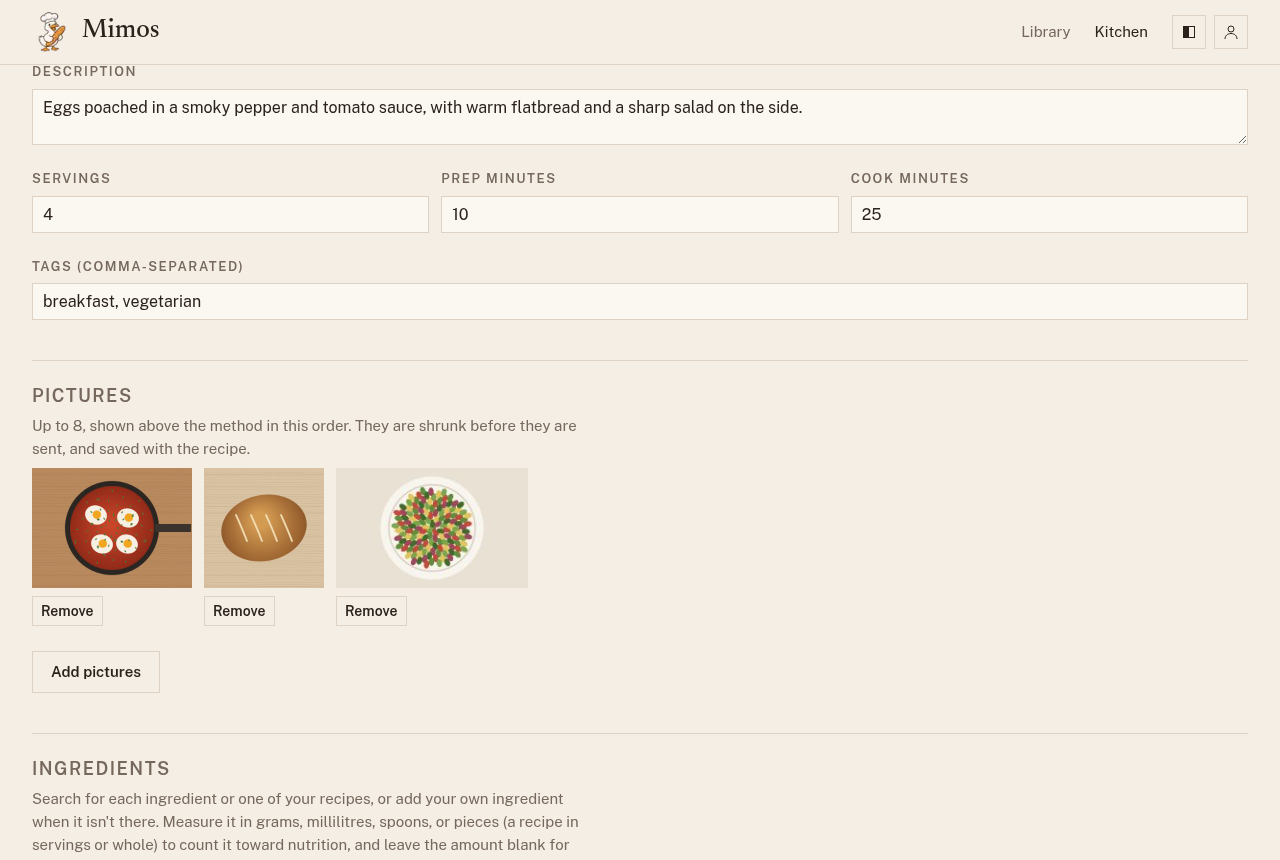 Mimos
Library
Kitchen
DESCRIPTION
Eggs poached in a smoky pepper and tomato sauce, with warm flatbread and a sharp salad on the side.
SERVINGS
PREP MINUTES
COOK MINUTES
4
10
25
TAGS (COMMA-SEPARATED)
breakfast, vegetarian
PICTURES
Up to 8, shown above the method in this order. They are shrunk before they are
sent, and saved with the recipe.
Remove
Remove
Remove
Add pictures
INGREDIENTS
Search for each ingredient or one of your recipes, or add your own ingredient
when it isn't there. Measure it in grams, millilitres, spoons, or pieces (a recipe in
servings or whole) to count it toward nutrition, and leave the amount blank for